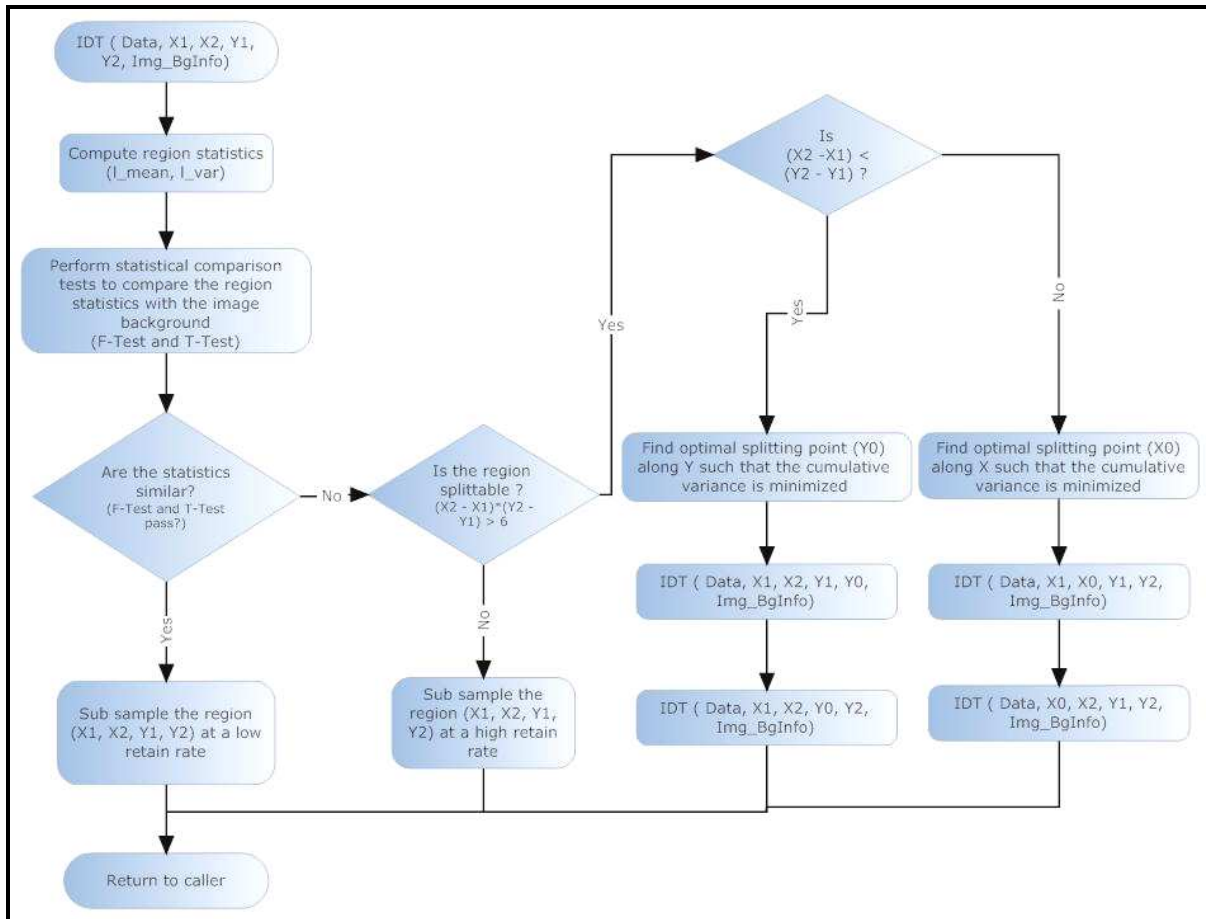 IDT ( Data, X1, X2, Y1,
Y2, Img_BgInfo)
Compute region statistics
(l_mean, l_var)
Perform statistical comparison
tests to compare the region
statistics with the image
background
(F-Test and T-Test)
Are the statistics
similar?
(F-Test and T-Test
pass?)
No
Is the region
splittable ?
(X2 - X1)*(Y2 -
Y1) > 6
Yes
Is
(X2 -X1) <
(Y2 - Y1) ?
Yes
No
Find optimal splitting point (Y0)
along Y such that the cumulative
variance is minimized
Find optimal splitting point (X0)
along X such that the cumulative
variance is minimized
IDT ( Data, X1, X2, Y1, Y0,
Img_BgInfo)
IDT ( Data, X1, X0, Y1, Y2,
Img_BgInfo)
Yes
No
Sub sample the region
(X1, X2, Y1, Y2) at a low
retain rate
Sub sample the
region (X1, X2, Y1,
Y2) at a high retain
rate
IDT ( Data, X1, X2, Y0, Y2,
Img_BgInfo)
IDT ( Data, X0, X2, Y1, Y2,
Img_BgInfo)
Return to caller